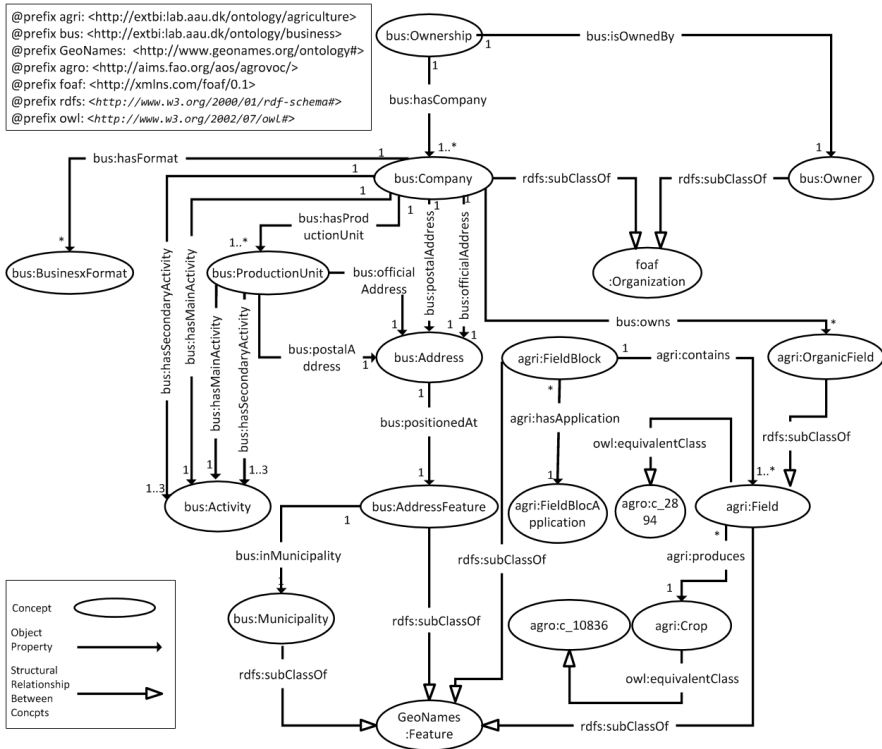 @prefix agri: <http://extbi:lab.aau.dk/ontology/agriculture>
@prefix bus: <http://extbi:lab.aau.dk/ontology/business>
@prefix GeoNames: <http://www.geonames.org/ontology#>
@prefix agro: <http://aims.fao.org/aos/agrovoc/>
@prefix foaf: <http://xmlns.com/foaf/0.1>
@prefix rdfs: <http://www.w3.org/2000/01/rdf-schema#>
@prefix owl: <http://www.w3.org/2002/07/owl#>
bus:Ownership
1
1
bus:isOwnedBy
bus:hasCompany
1..*
1
bus:hasFormat
1
1
1
bus:Company
rdfs:subClassOf
rdfs:subClassOf
bus:Owner
1
1
1
1
bus:hasProd
uctionUnit
1..*
*
bus:BusinesxFormat
bus:ProductionUnit
bus:official
Address
bus:postalAddress
bus:officialAddress
foaf
:Organization
bus:hasSecondaryActivity
bus:hasMainActivity
bus:hasMainActivity
bus:hasSecondaryActivity
bus:postalA
ddress
1
1
1
1
bus:Address
bus:owns
*
agri:OrganicField
agri:FieldBlock
1
agri:contains
1
bus:positionedAt
*
agri:hasApplication
owl:equivalentClass
rdfs:subClassOf
1..3
1
1
1..3
1
1
1..*
bus:Activity
bus:AddressFeature
agri:FieldBlocA
pplication
agro:c_28
94
agri:Field
1
*
bus:inMunicipality
rdfs:subClassOf
agri:produces
1
1
bus:Municipality
rdfs:subClassOf
agro:c_10836
agri:Crop
rdfs:subClassOf
owl:equivalentClass
GeoNames
:Feature
rdfs:subClassOf
Concept
Object
Property
Structural
Relationship
Between
Concpts